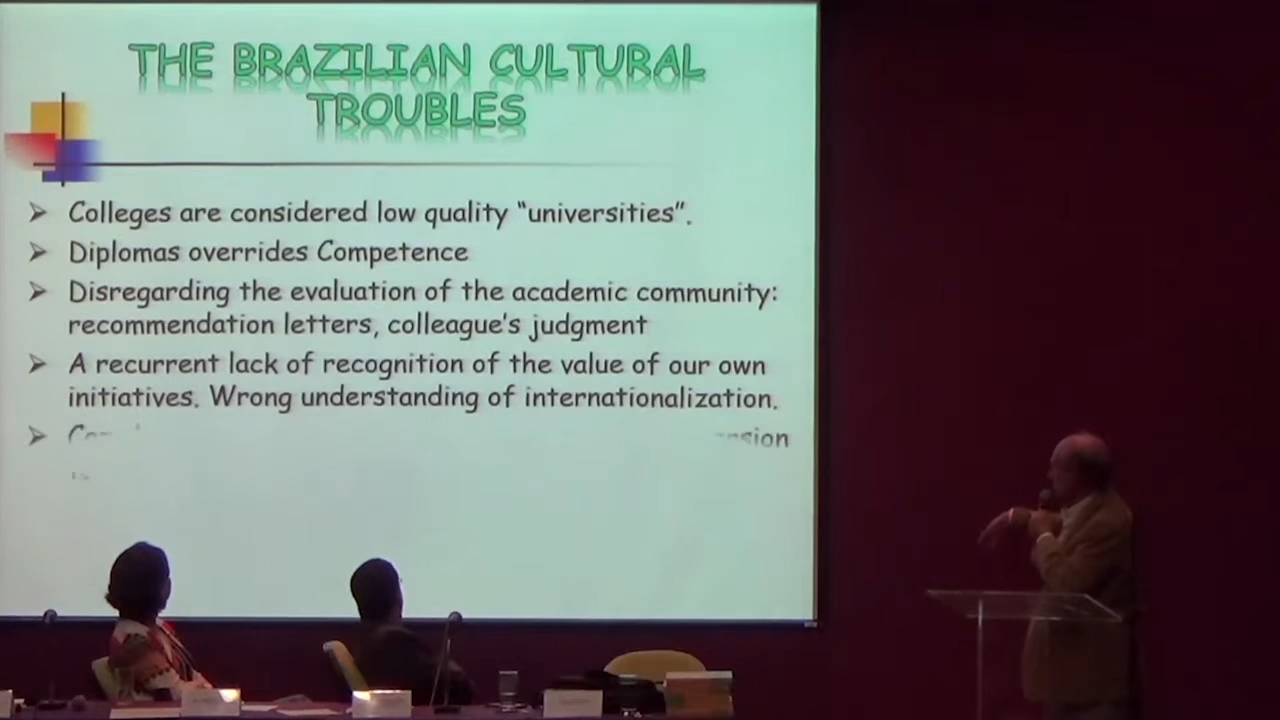 THE BRAZILIAN CULTURAL
TROUBLES
Colleges are considered low quality “universities”.
Diplomas overrides Competence
Disregarding the evaluation of the academic community:
recommendation letters, colleague’s judgment
A recurrent lack of recognition of the value of our own
initiatives. Wrong understanding of internationalization.